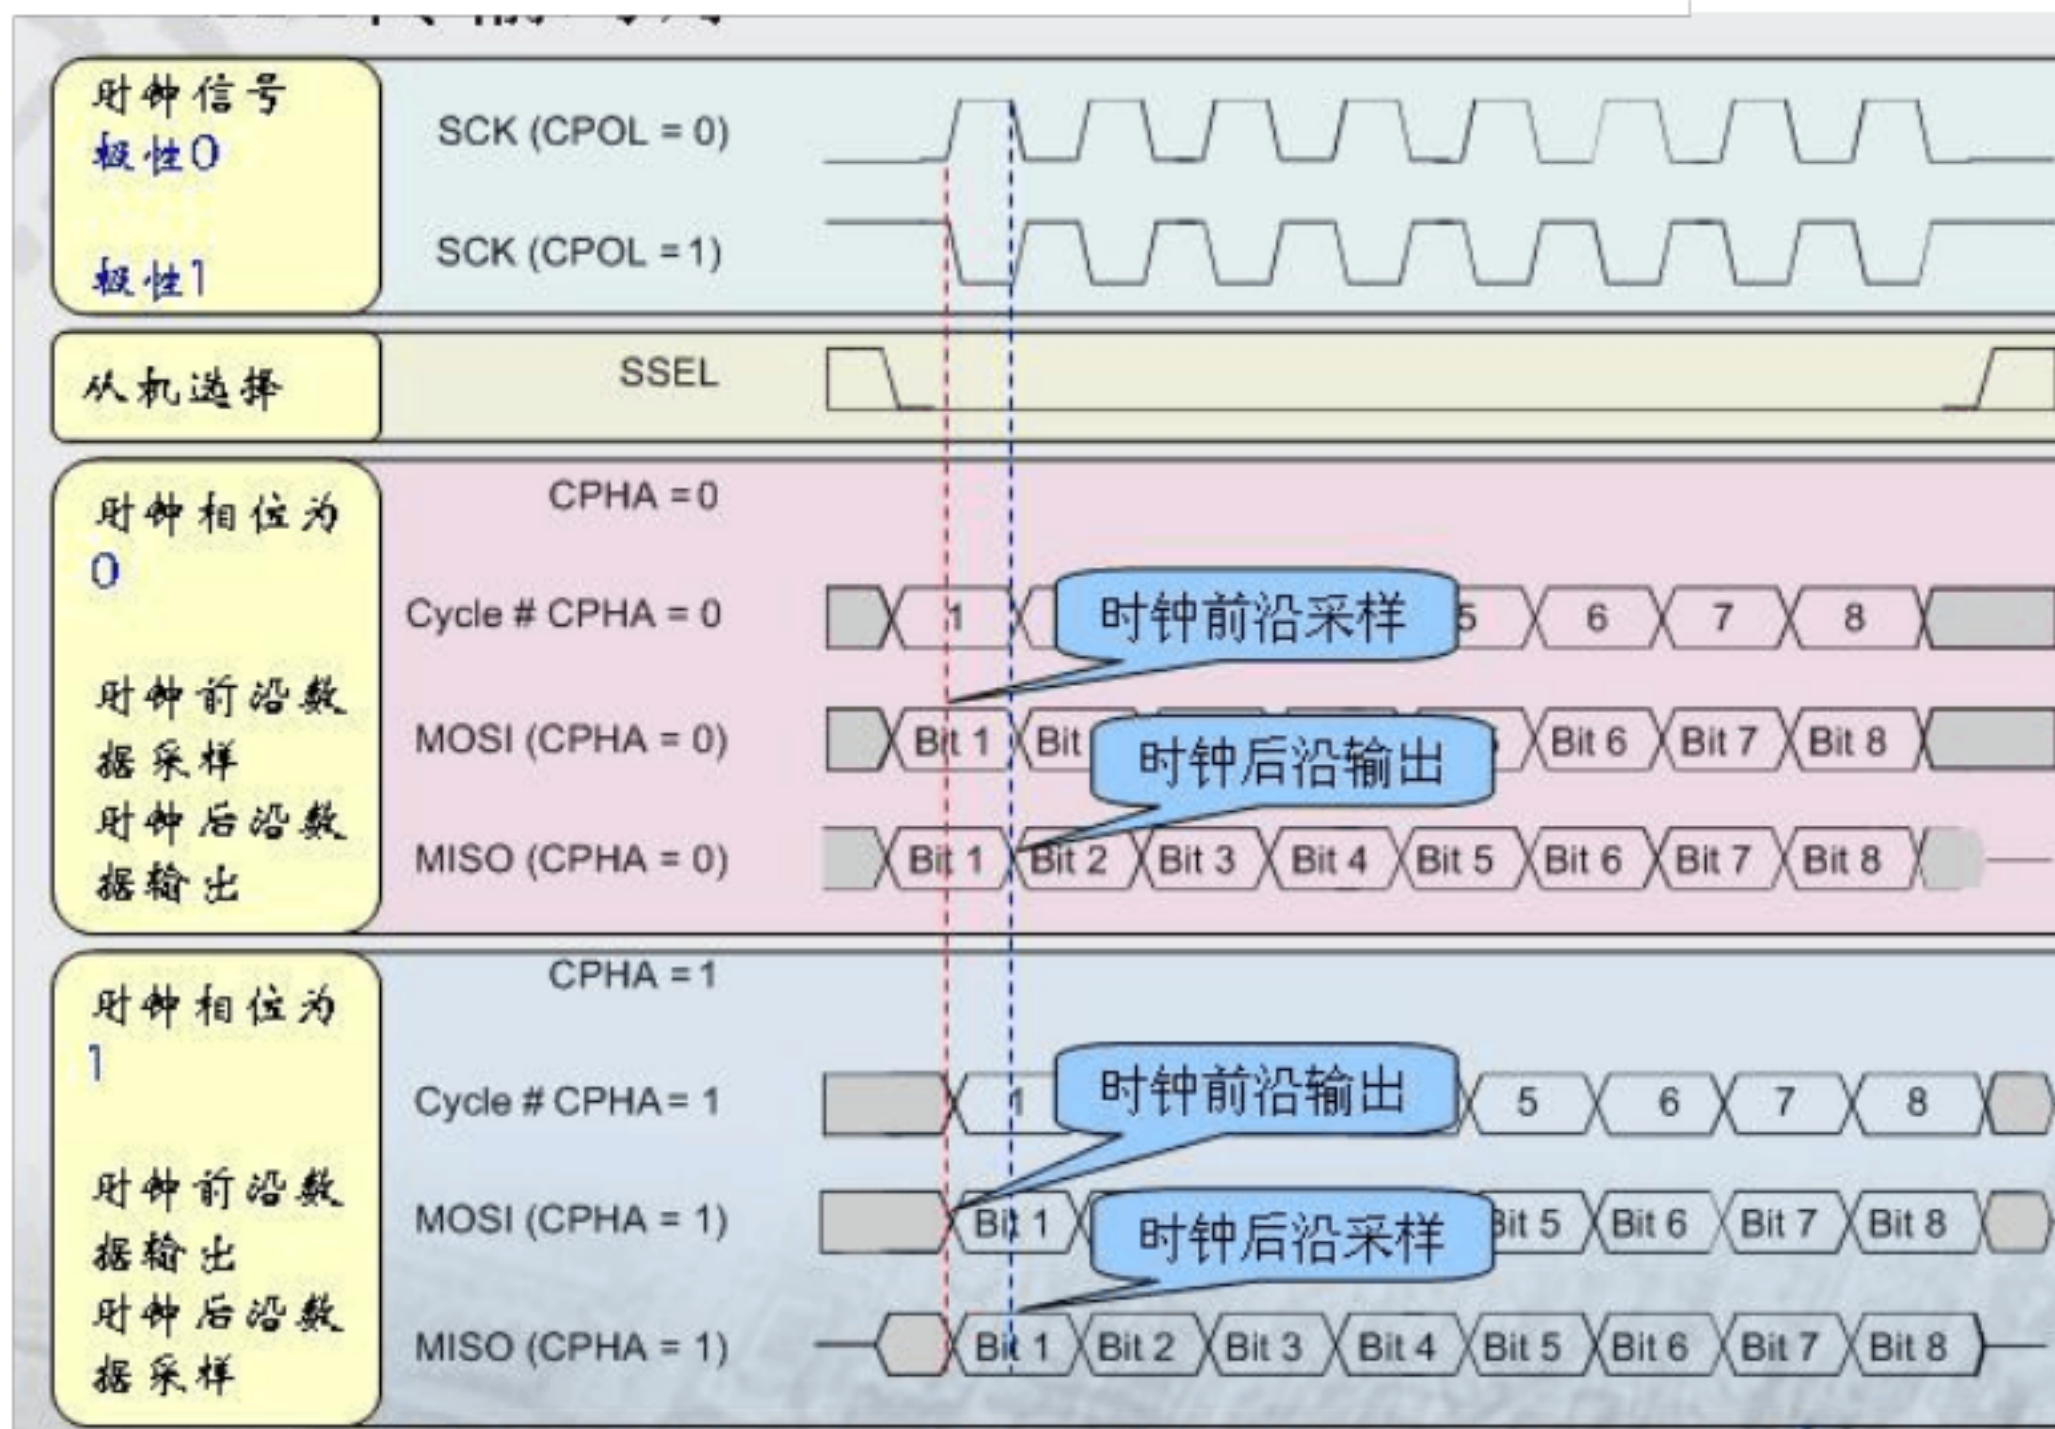 时钟信号
极性0
极性1
SCK (CPOL = 0)
SCK (CPOL = 1)
从机选择
SSEL
时钟相位为
0
时钟前沿数
据采样
时钟后沿数
据输出
CPHA = 0
Cycle # CPHA = 0
1
5
6
7
8
时钟前沿采样
MOSI (CPHA = 0)
Bit 1
Bit
Bit 6
Bit 7
Bit 8
时钟后沿输出
MISO (CPHA = 0)
Bit 1
Bit 2
Bit 3
Bit 4
Bit 5
Bit 6
Bit 7
Bit 8
时钟相位为
1
时钟前沿数
据输出
时钟后沿数
据采样
CPHA = 1
Cycle # CPHA = 1
1
5
6
7
8
时钟前沿输出
MOSI (CPHA = 1)
Bit 1
Bit 5
Bit 6
Bit 7
Bit 8
时钟后沿采样
MISO (CPHA = 1)
Bit 1
Bit 2
Bit 3
Bit 4
Bit 5
Bit 6
Bit 7
Bit 8